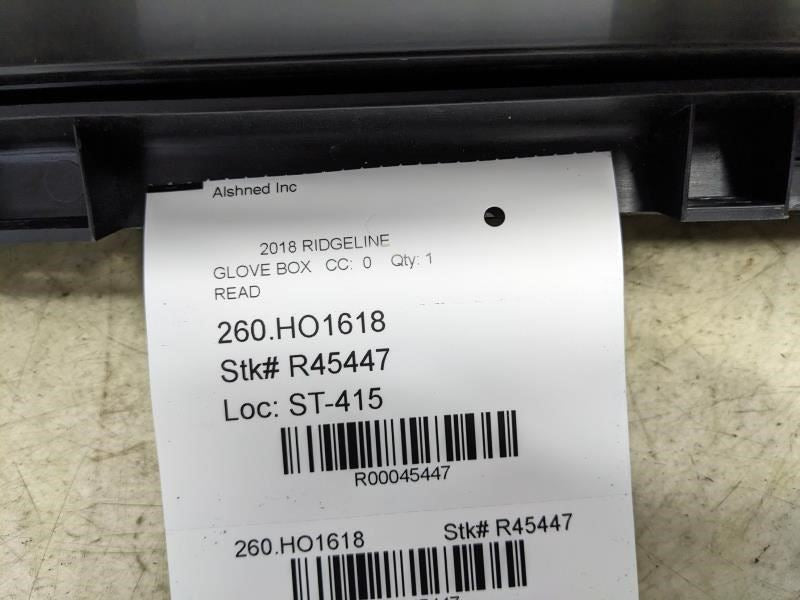 Alshned Inc
2018 RIDGELINE
GLOVE BOX CC: 0 Qty: 1
READ
260.HO1618
Stk# R45447
Loc: ST-415
R00045447
260.HO1618 Stk# R45447